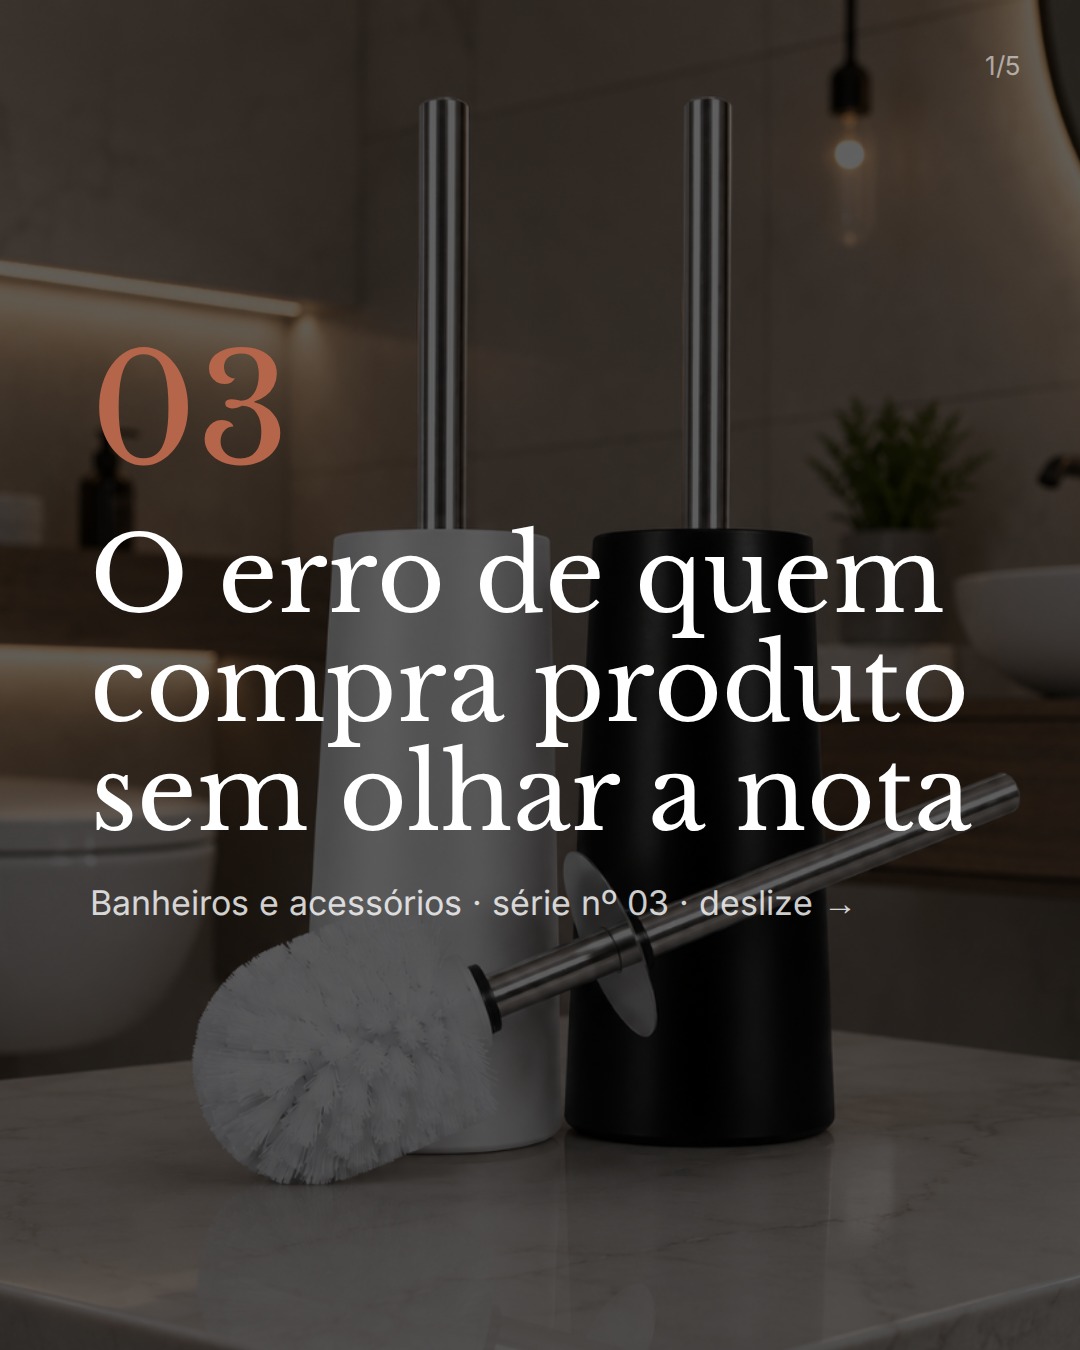 1/5
03
O erro de quem
compra produto
sem olhar a nota
Banheiros e acessórios · série nº 03 · deslize →